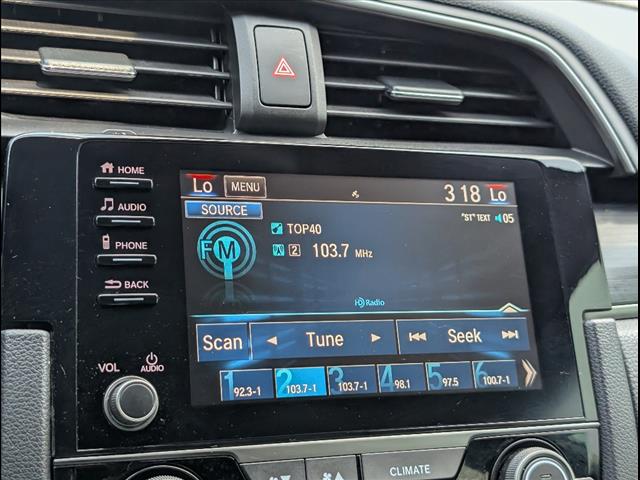 HOME
AUDIO
PHONE
BACK
VOL
AUDIO
Lo
MENU
3 18
Lo
SOURCE
"ST" TEXT
05
FM
TOP40
2
103.7 MHz
HD Radio
Scan
Tune
Seek
1
92.3-1
2
103.7-1
3
103.7-1
4
98.1
5
97.5
6
100.7-1
CLIMATE